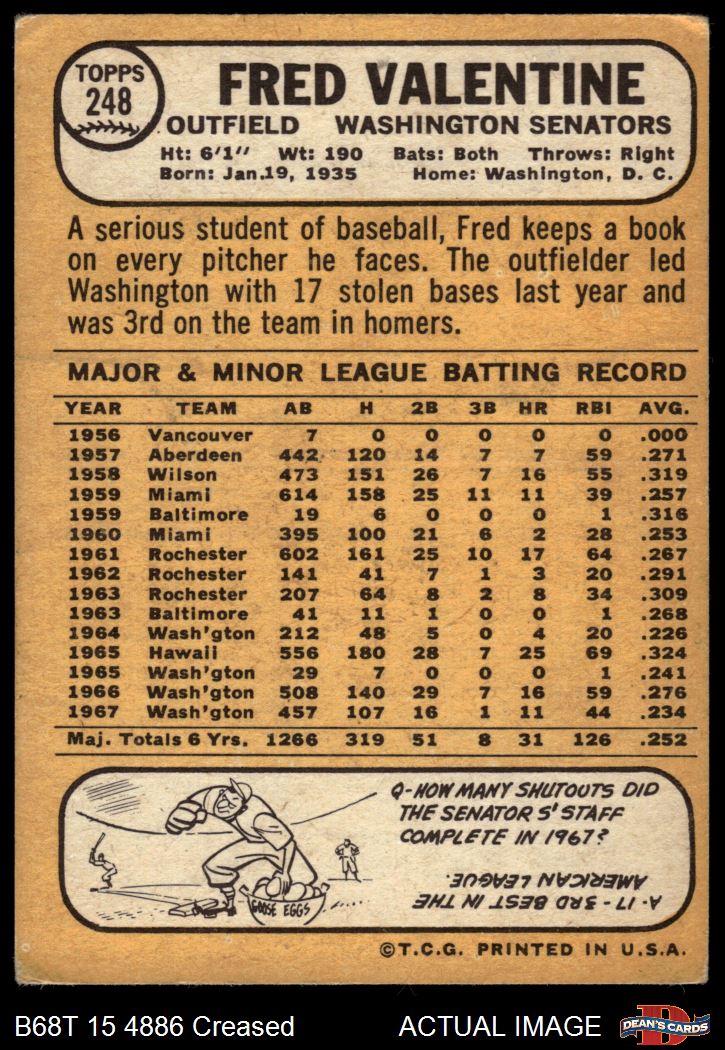 TOPPS
248
FRED VALENTINE
OUTFIELD WASHINGTON SENATORS
Ht: 6'1" Wt: 190 Bats: Both Throws: Right
Born: Jan.19, 1935 Home: Washington, D. C.
A serious student of baseball, Fred keeps a book
on every pitcher he faces. The outfielder led
Washington with 17 stolen bases last year and
was 3rd on the team in homers.
MAJOR & MINOR LEAGUE BATTING RECORD
YEAR TEAM AB H 2B 3B HR RBI AVG.
1956 Vancouver 7 0 0 0 0 0 .000
1957 Aberdeen 442 120 14 7 7 59 .271
1958 Wilson 473 151 26 7 16 55 .319
1959 Miami 614 158 25 11 11 39 .257
1959 Baltimore 19 6 0 0 0 1 .316
1960 Miami 395 100 21 6 2 28 .253
1961 Rochester 602 161 25 10 17 64 .267
1962 Rochester 141 41 7 1 3 20 .291
1963 Rochester 207 64 8 2 8 34 .309
1963 Baltimore 41 11 1 0 0 1 .268
1964 Wash'gton 212 48 5 0 4 20 .226
1965 Hawaii 556 180 28 7 25 69 .324
1965 Wash'gton 29 7 0 0 0 1 .241
1966 Wash'gton 508 140 29 7 16 59 .276
1967 Wash'gton 457 107 16 1 11 44 .234
Maj. Totals 6 Yrs. 1266 319 51 8 31 126 .252
Q-HOW MANY SHUTOUTS DID
THE SENATOR S' STAFF
COMPLETE IN 1967?
A-17 - 3RD BEST IN THE
AMERICAN LEAGUE.
GOOSE EGGS
©T.C.G. PRINTED IN U.S.A.
B68T 15 4886 Creased ACTUAL IMAGE
D
DEAN'S CARDS